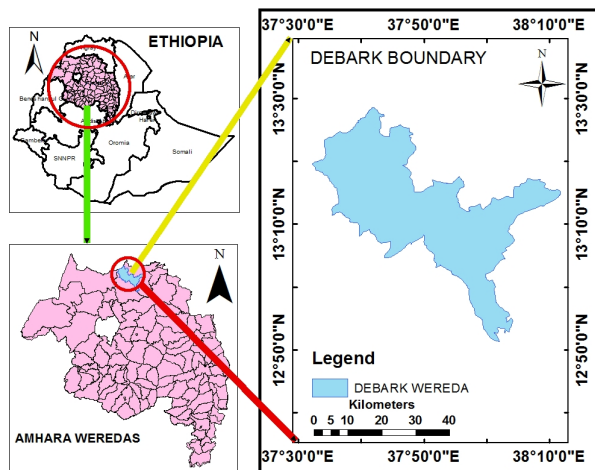 ETHIOPIA
N
Afar
Oromia
Somali
SNNPR
N
AMHARA WEREDAS
37°30'0"E 37°50'0"E 38°10'0"E
DEBARK BOUNDARY
N
13°30'0"N
13°30'0"N
13°10'0"N
13°10'0"N
12°50'0"N
12°50'0"N
Legend
DEBARK WEREDA
Kilometers
0 5 10 20 30 40
37°30'0"E 37°50'0"E 38°10'0"E